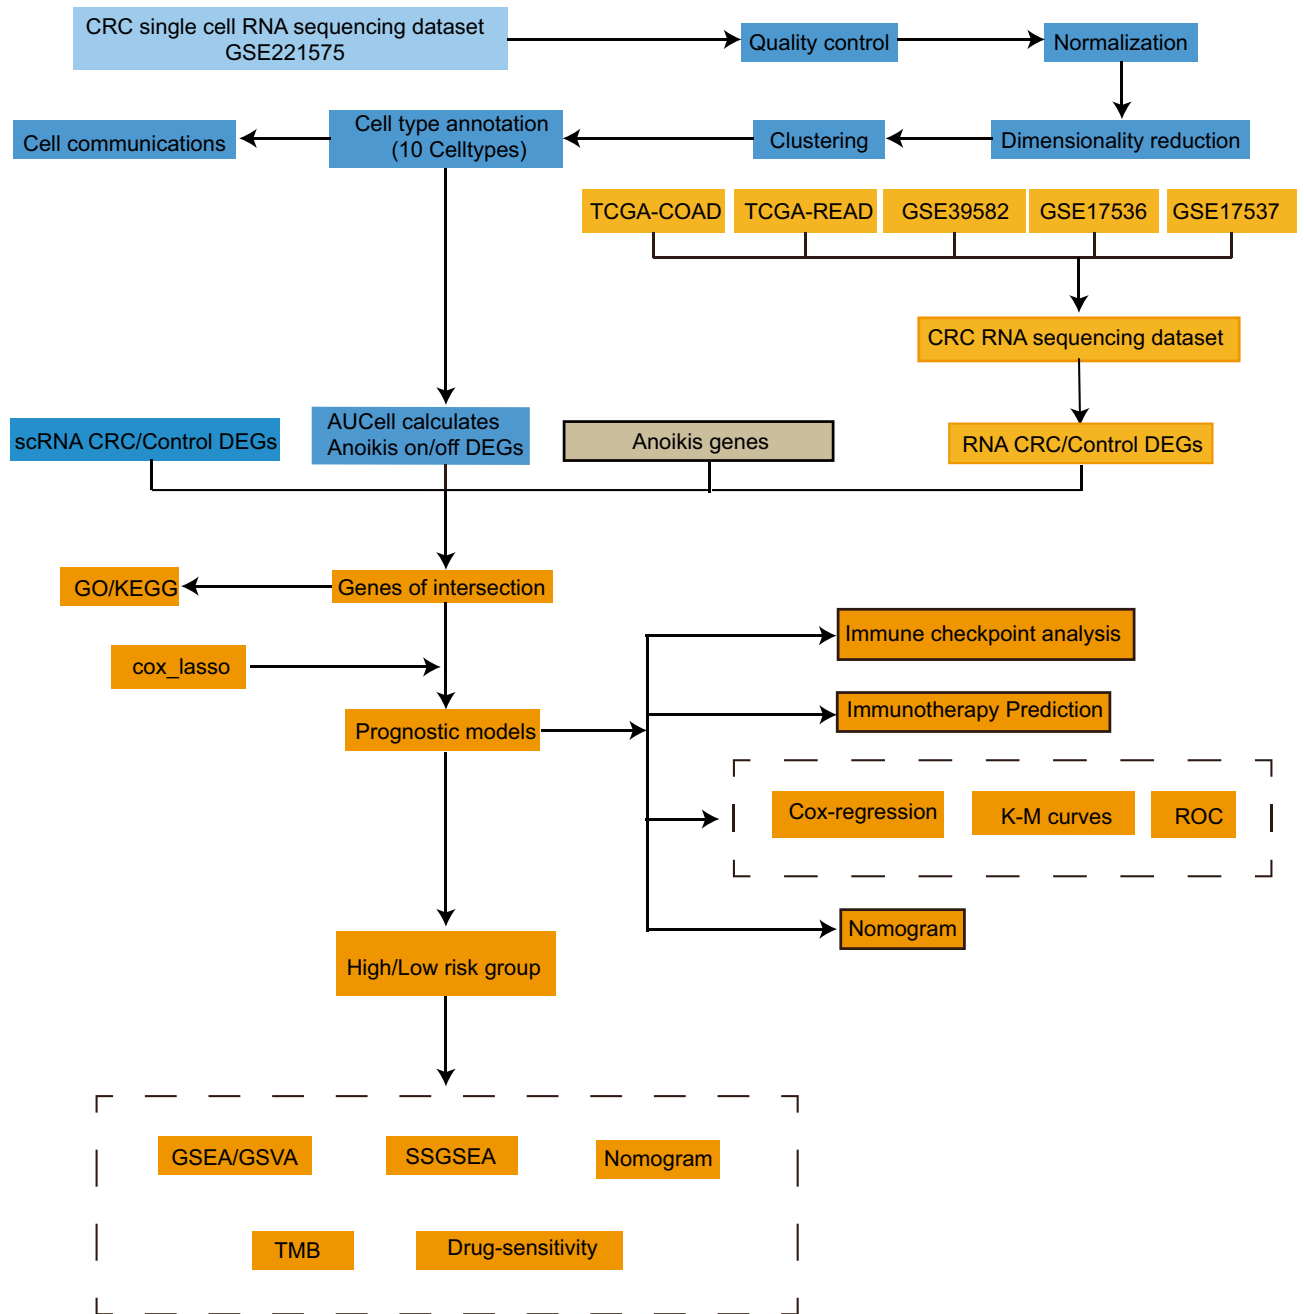 CRC single cell RNA sequencing dataset
GSE221575
Quality control
Normalization
Cell communications
Cell type annotation
(10 Celltypes)
Clustering
Dimensionality reduction
TCGA-COAD
TCGA-READ
GSE39582
GSE17536
GSE17537
CRC RNA sequencing dataset
scRNA CRC/Control DEGs
AUCell calculates
Anoikis on/off DEGs
Anoikis genes
RNA CRC/Control DEGs
GO/KEGG
Genes of intersection
cox_lasso
Prognostic models
Immune checkpoint analysis
Immunotherapy Prediction
Cox-regression
K-M curves
ROC
Nomogram
High/Low risk group
GSEA/GSVA
SSGSEA
Nomogram
TMB
Drug-sensitivity